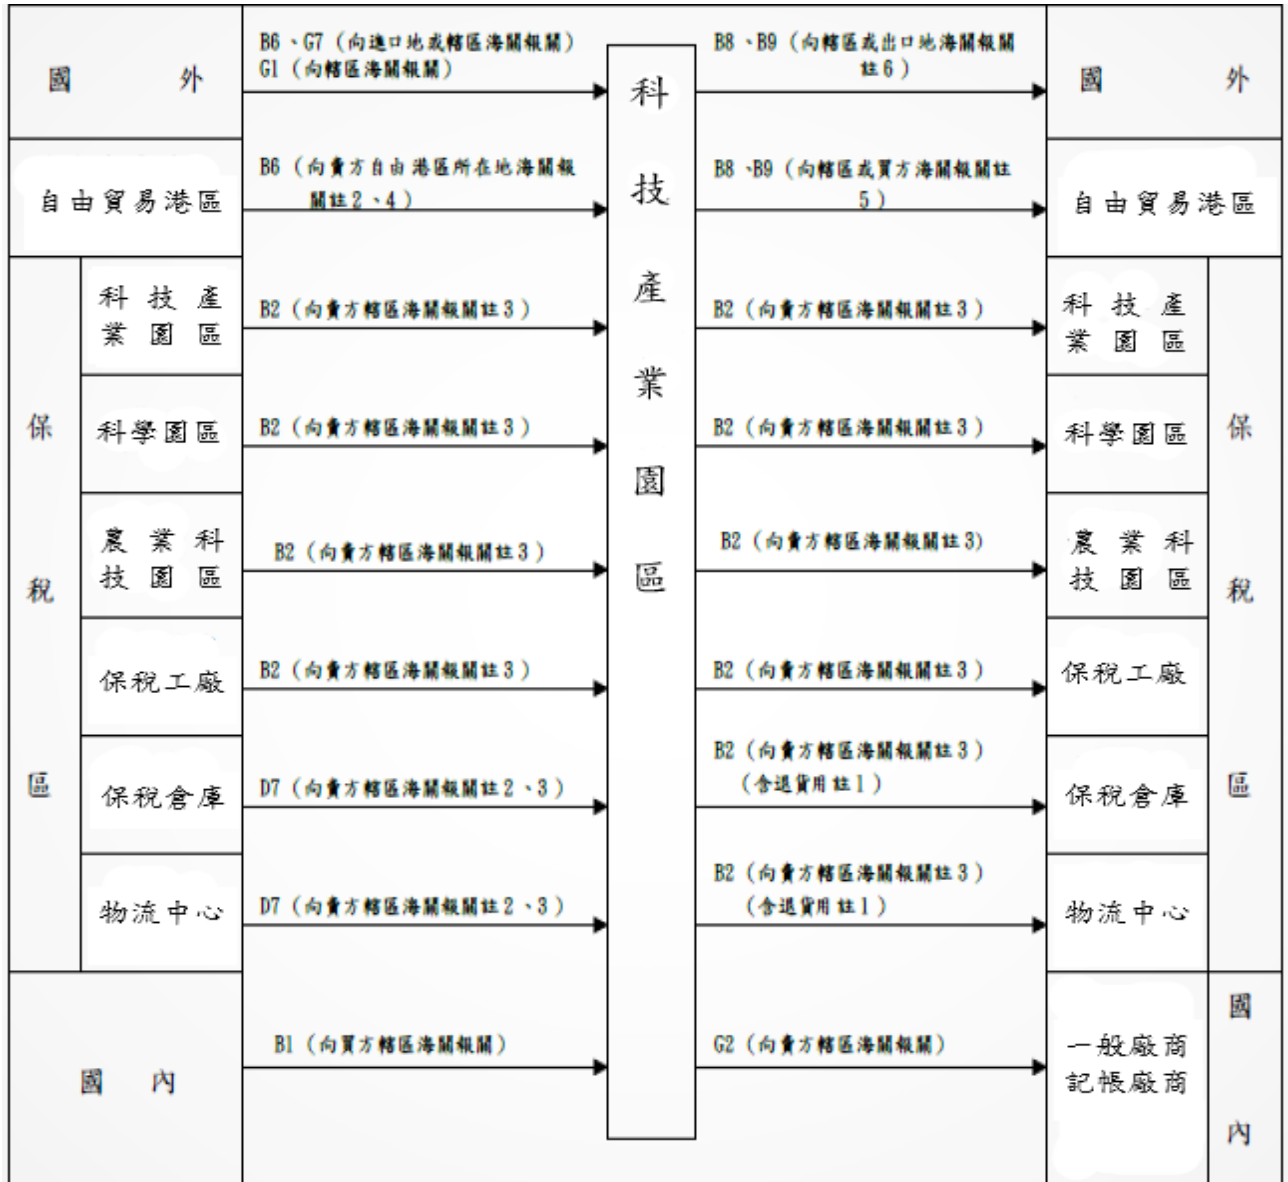 國 外
B6、G7 (向進口地或轄區海關報關)
G1 (向轄區海關報關)
科技產業園區
B8、B9 (向轄區或出口地海關報關
註6)
國 外
自由貿易港區
B6 (向賣方自由港區所在地海關報
關註2、4)
B8、B9 (向轄區或買方海關報關註
5)
自由貿易港區
保稅區
科技產
業園區
B2 (向賣方轄區海關報關註3)
B2 (向賣方轄區海關報關註3)
科技產
業園區
保稅區
科學園區
B2 (向賣方轄區海關報關註3)
B2 (向賣方轄區海關報關註3)
科學園區
農業科
技園區
B2 (向賣方轄區海關報關註3)
B2 (向賣方轄區海關報關註3)
農業科
技園區
保稅工廠
B2 (向賣方轄區海關報關註3)
B2 (向賣方轄區海關報關註3)
保稅工廠
保稅倉庫
D7 (向賣方轄區海關報關註2、3)
B2 (向賣方轄區海關報關註3)
(含退貨用註1)
保稅倉庫
物流中心
D7 (向賣方轄區海關報關註2、3)
B2 (向賣方轄區海關報關註3)
(含退貨用註1)
物流中心
國 內
B1 (向買方轄區海關報關)
G2 (向賣方轄區海關報關)
一般廠商
記帳廠商
國內